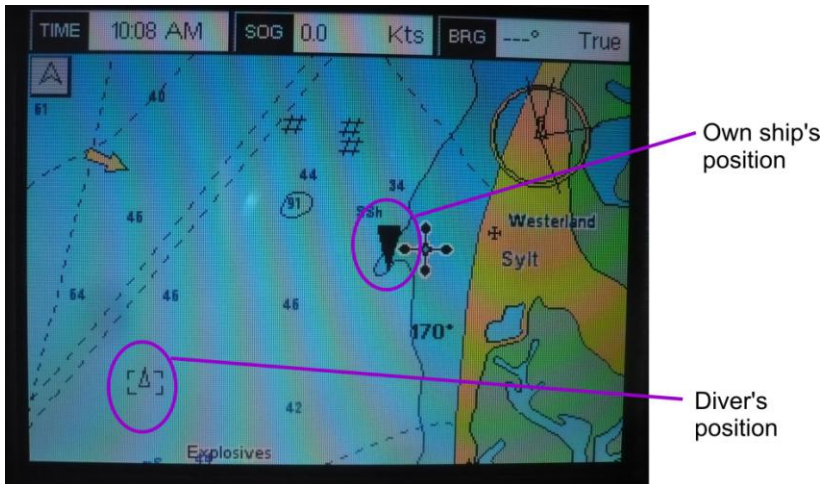 TIME 10:08 AM SOG 0.0 Kts BRG ---° True
61
40
44
34
91
Ssh
46
Westerland
Sylt
54
46
46
170°
42
Explosives
Own ship's
position
Diver's
position